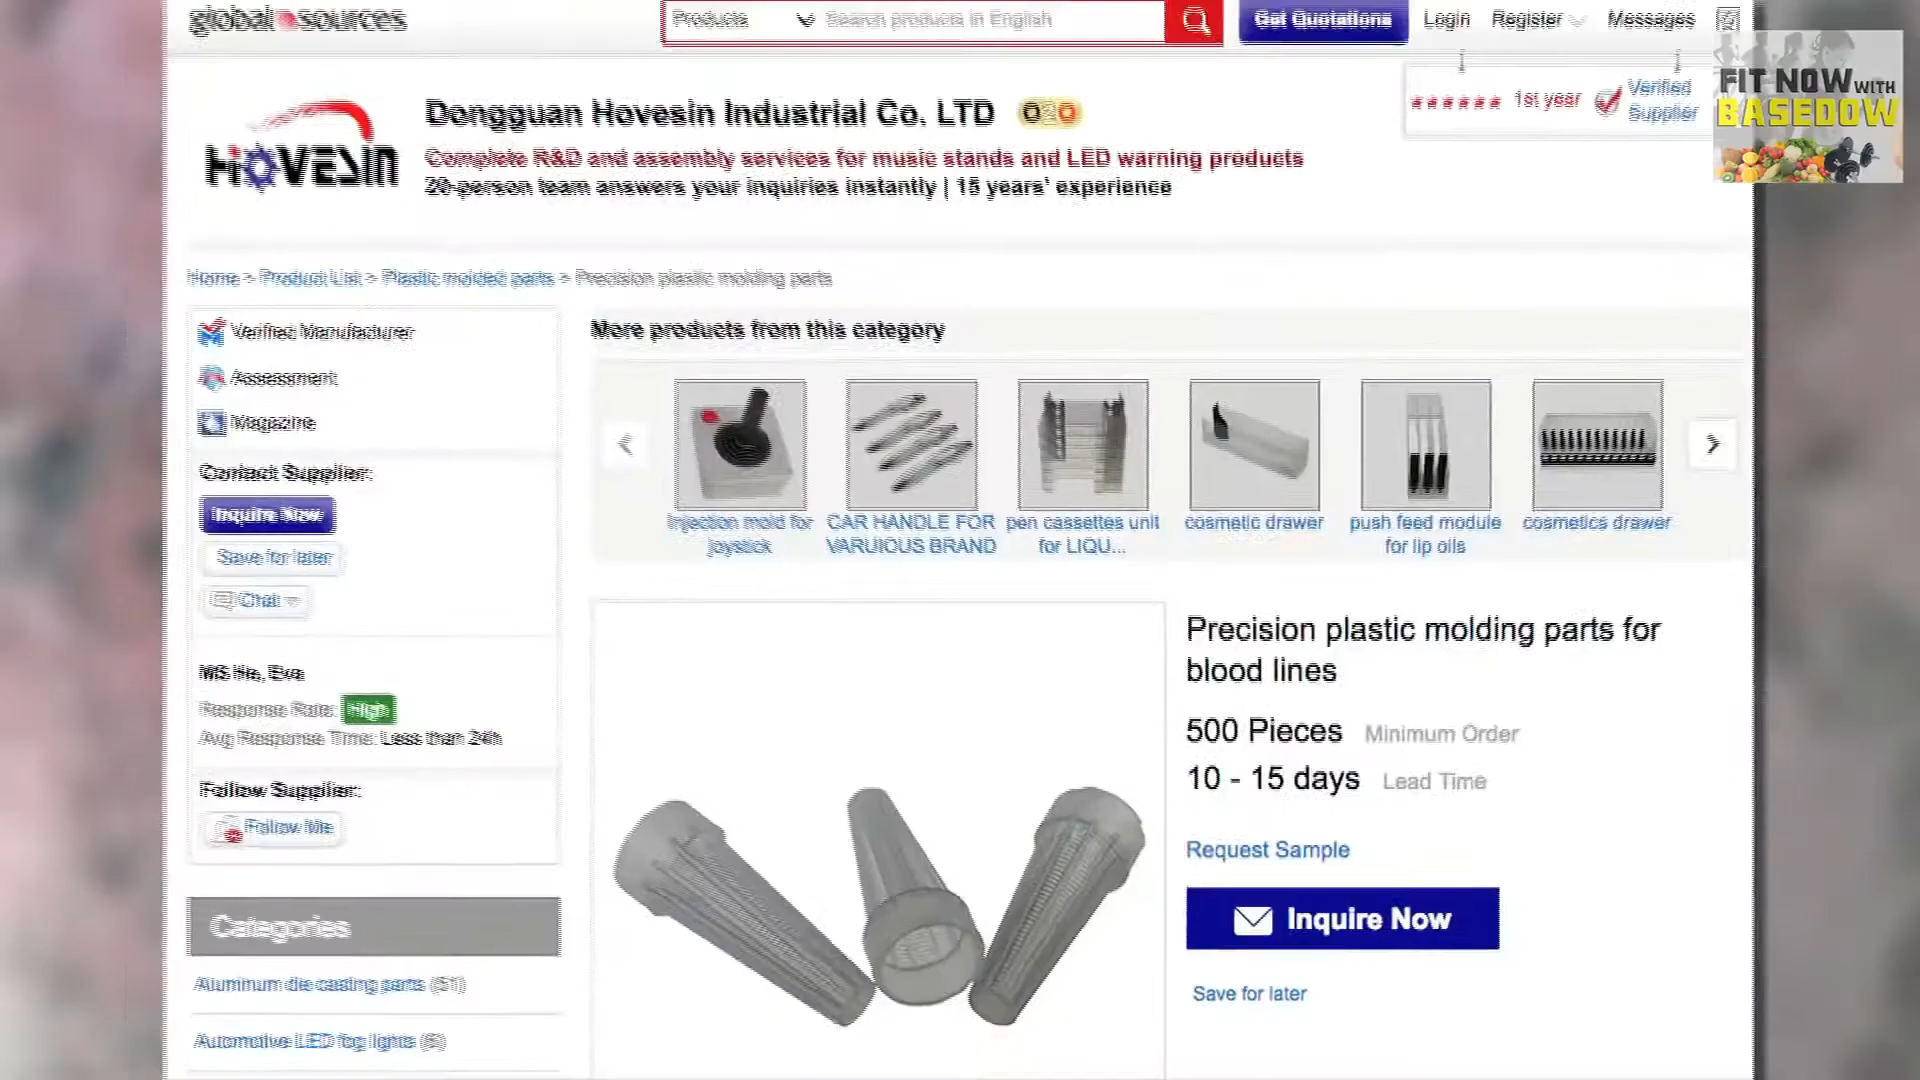 global sources
Products
Search products in English
Get Quotations
Login
Register
Messages
FIT NOW WITH
BASEDOW
1st year
Verified
Supplier
HOVESIN
Dongguan Hovesin Industrial Co. LTD O2O
Complete R&D and assembly services for music stands and LED warning products
20-person team answers your inquiries instantly | 15 years' experience
Home > Product List > Plastic molded parts > Precision plastic molding parts
Verified Manufacturer
Assessment
Magazine
Contact Supplier:
Inquire Now
Save for later
Chat
MS He, Eva
Response Rate: High
Avg Response Time: Less than 24h
Follow Supplier:
Follow Me
Categories
Aluminum die casting parts (51)
Automotive LED fog lights
More products from this category
Injection mold for
joystick
CAR HANDLE FOR
VARUIOUS BRAND
pen cassettes unit
for LIQU...
cosmetic drawer
push feed module
for lip oils
cosmetics drawer
Precision plastic molding parts for
blood lines
500 Pieces Minimum Order
10 - 15 days Lead Time
Request Sample
Inquire Now
Save for later